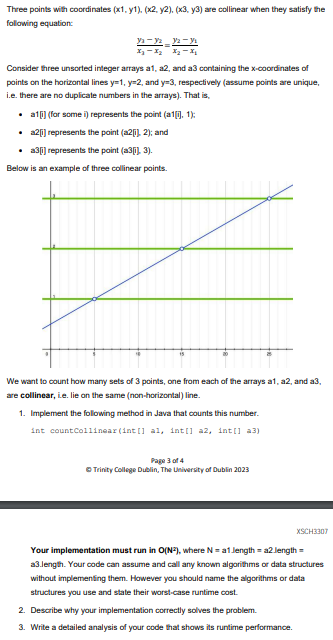 Three points with coordinates (x1, y1), (x2, y2), (x3, y3) are collinear when they satisfy the
following equation:
y₃ − y₂ / x₃ − x₂ = y₂ − y₁ / x₂ − x₁
Consider three unsorted integer arrays a1, a2, and a3 containing the x-coordinates of
points on the horizontal lines y=1, y=2, and y=3, respectively (assume points are unique,
i.e. there are no duplicate numbers in the arrays). That is,
• a1[i] (for some i) represents the point (a1[i], 1);
• a2[i] represents the point (a2[i], 2); and
• a3[i] represents the point (a3[i], 3).
Below is an example of three collinear points.
3
2
1
0 5 10 15 20 25
We want to count how many sets of 3 points, one from each of the arrays a1, a2, and a3,
are collinear, i.e. lie on the same (non-horizontal) line.
1. Implement the following method in Java that counts this number.
int countCollinear(int[] a1, int[] a2, int[] a3)
Page 3 of 4
© Trinity College Dublin, The University of Dublin 2023
XSCH3307
Your implementation must run in O(N²), where N = a1.length = a2.length =
a3.length. Your code can assume and call any known algorithms or data structures
without implementing them. However you should name the algorithms or data
structures you use and state their worst-case runtime cost.
2. Describe why your implementation correctly solves the problem.
3. Write a detailed analysis of your code that shows its runtime performance.